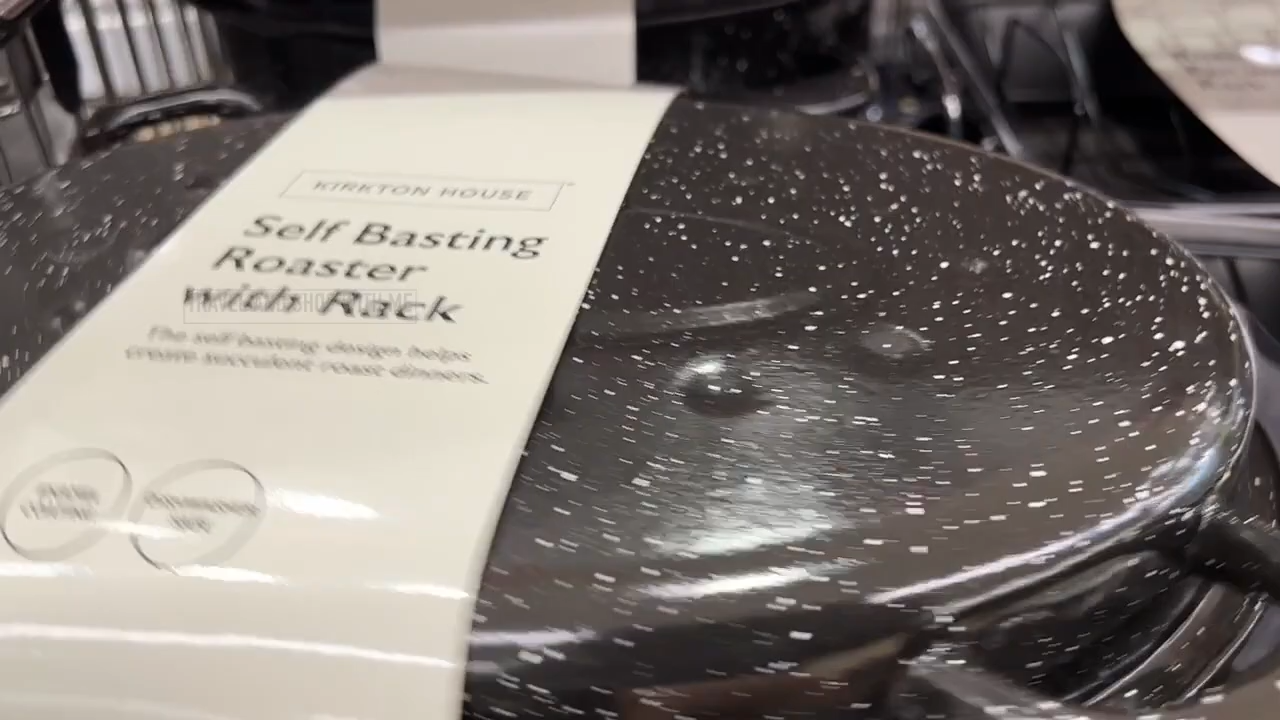 KIRKTON HOUSE
Self Basting
Roaster
with Rack
The self basting design helps
create succulent roast dinners.